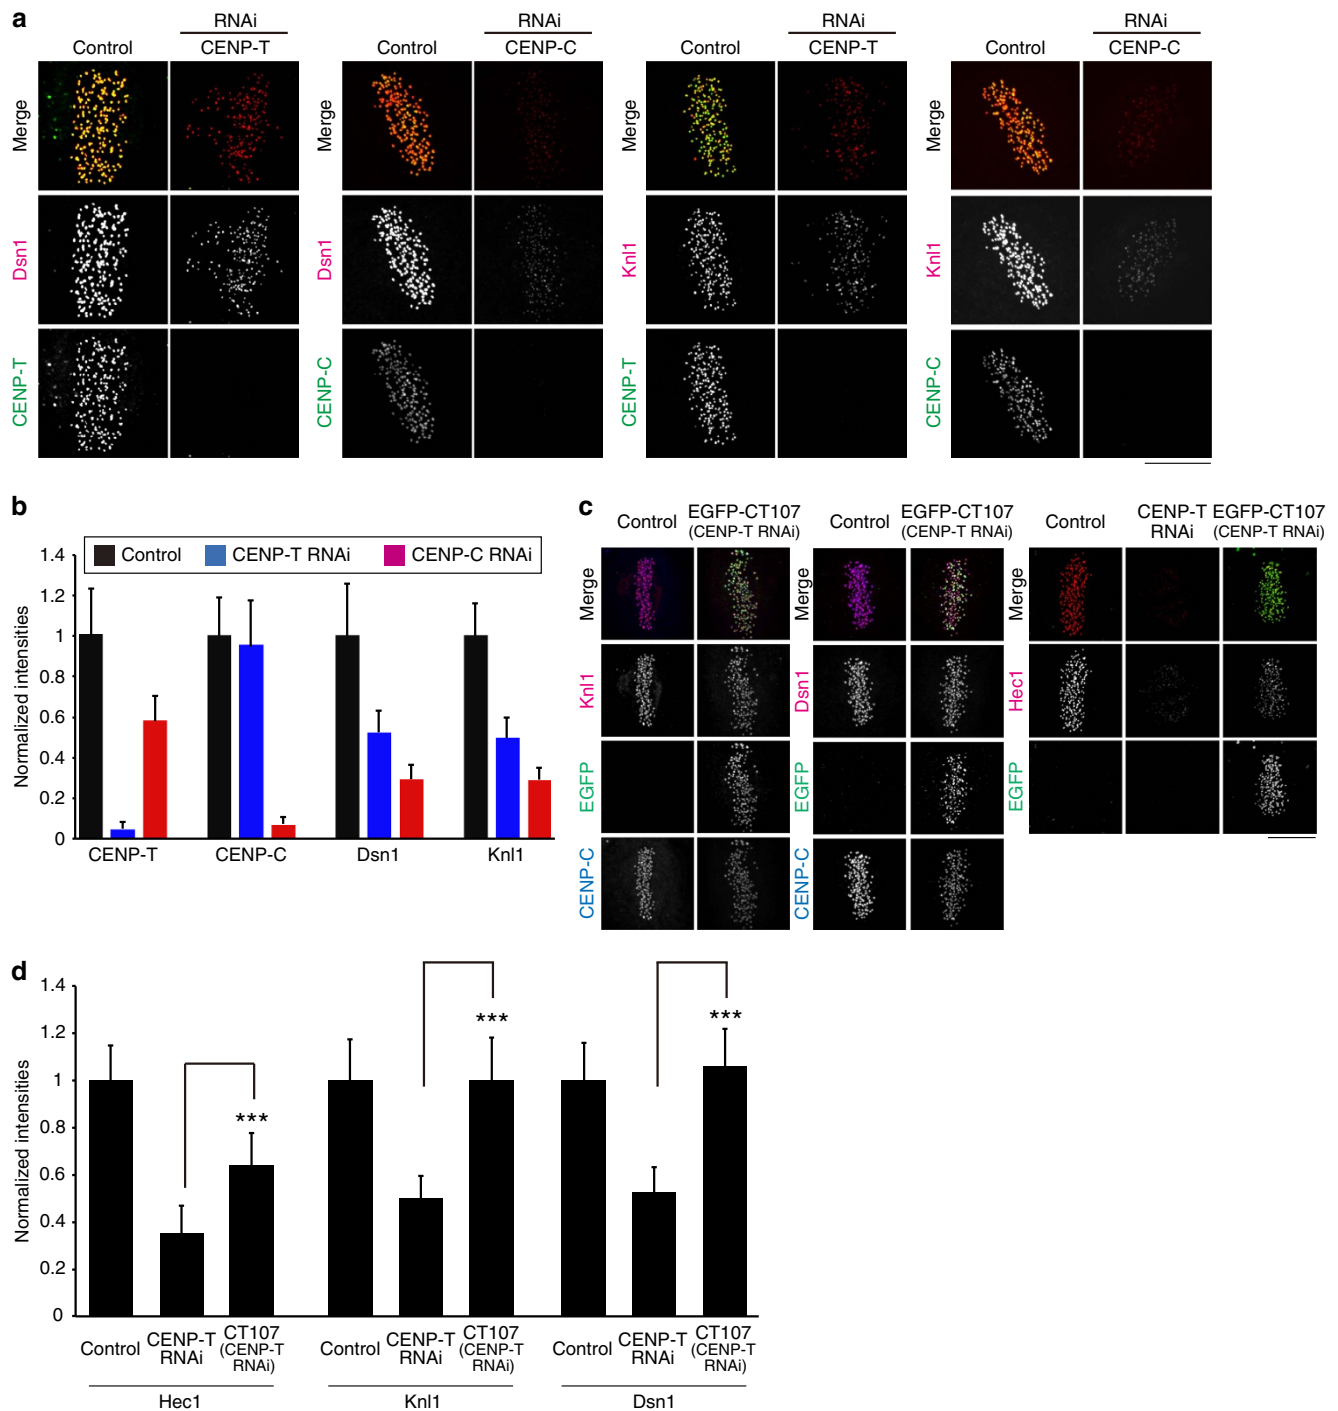 a
RNAi
Control
CENP-T
RNAi
Control
CENP-C
RNAi
Control
CENP-T
RNAi
Control
CENP-C
Merge
Dsn1
CENP-T
Merge
Dsn1
CENP-C
Merge
Knl1
CENP-T
Merge
Knl1
CENP-C
b
Control
CENP-T RNAi
CENP-C RNAi
Normalized intensities
1.4
1.2
1
0.8
0.6
0.4
0.2
0
CENP-T
CENP-C
Dsn1
Knl1
c
Control
EGFP-CT107
(CENP-T RNAi)
Control
EGFP-CT107
(CENP-T RNAi)
Control
CENP-T
RNAi
EGFP-CT107
(CENP-T RNAi)
Merge
Knl1
EGFP
CENP-C
Merge
Dsn1
EGFP
CENP-C
Merge
Hec1
EGFP
d
Normalized intensities
1.4
1.2
1
0.8
0.6
0.4
0.2
0
***
***
***
Control
CENP-T
RNAi
CT107
(CENP-T
RNAi)
Control
CENP-T
RNAi
CT107
(CENP-T
RNAi)
Control
CENP-T
RNAi
CT107
(CENP-T
RNAi)
Hec1
Knl1
Dsn1